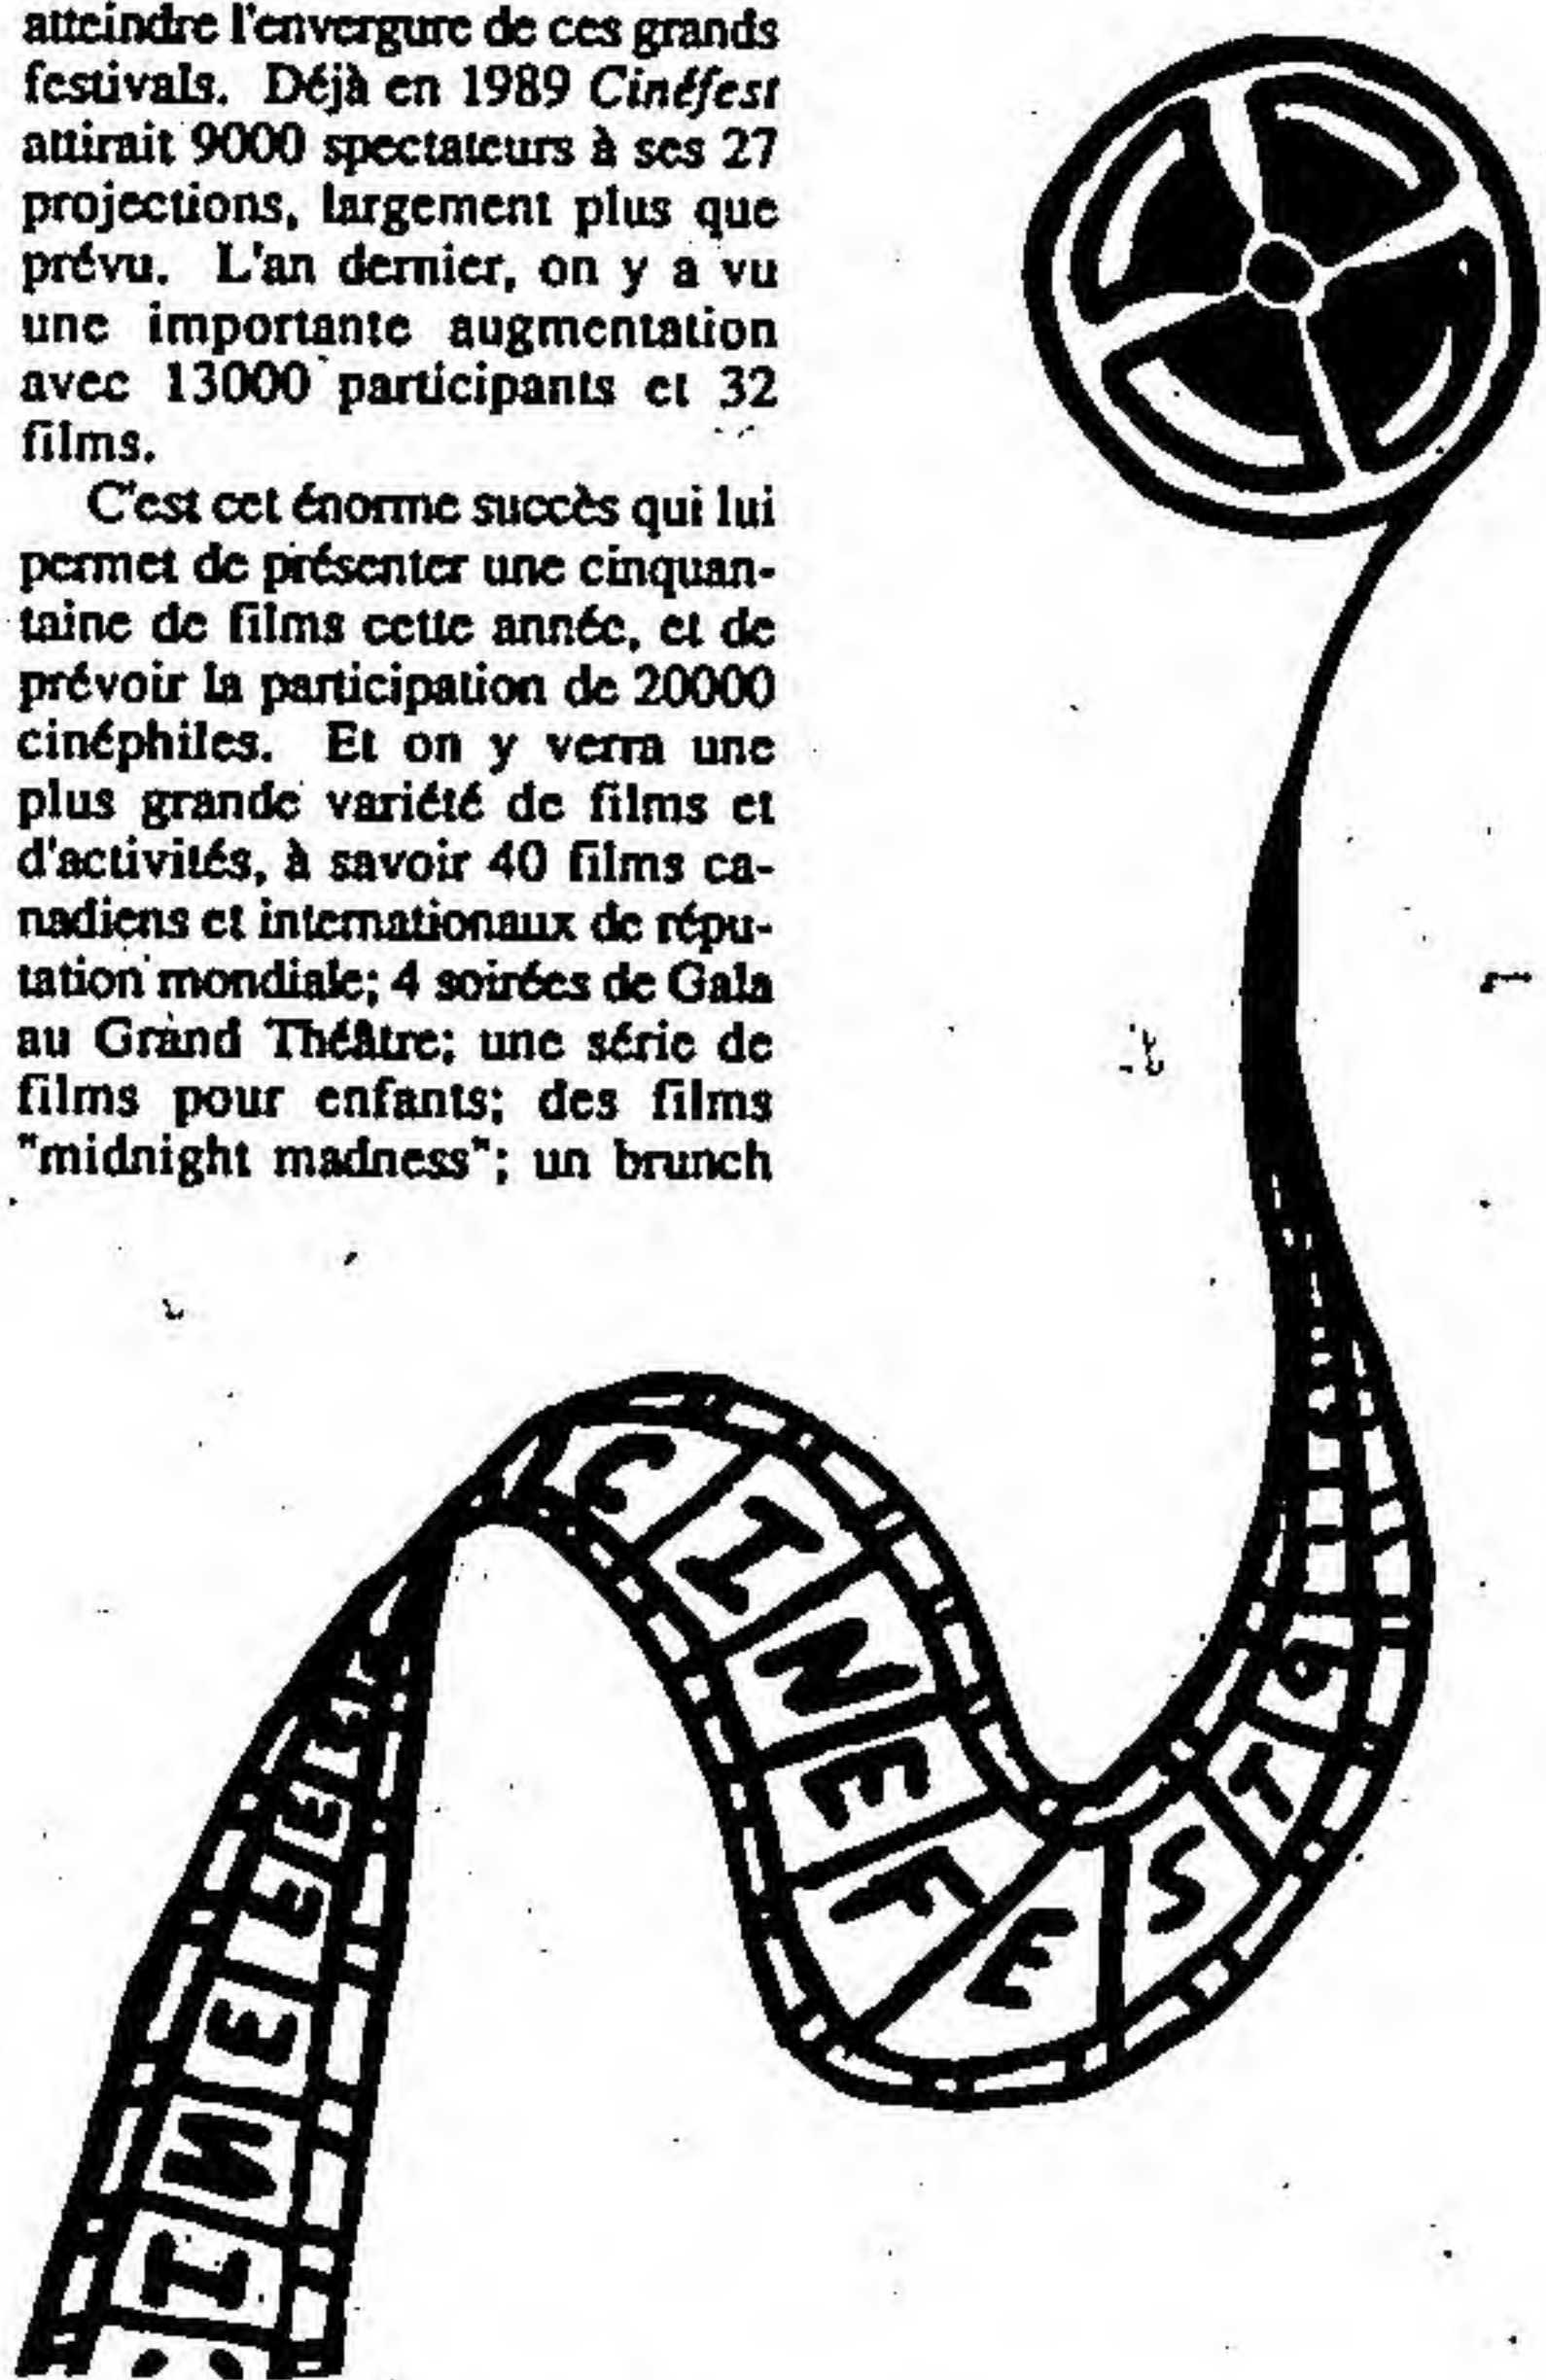 atteindre l'envergure de ces grands
festivals. Déjà en 1989 Cinéfest
attirait 9000 spectateurs à ses 27
projections, largement plus que
prévu. L'an dernier, on y a vu
une importante augmentation
avec 13000 participants et 32
films.
C'est cet énorme succès qui lui
permet de présenter une cinquan-
taine de films cette année, et de
prévoir la participation de 20000
cinéphiles. Et on y verra une
plus grande variété de films et
d'activités, à savoir 40 films ca-
nadiens et internationaux de répu-
tation mondiale; 4 soirées de Gala
au Grand Théâtre; une série de
films pour enfants; des films
"midnight madness"; un brunch
CINEFEST